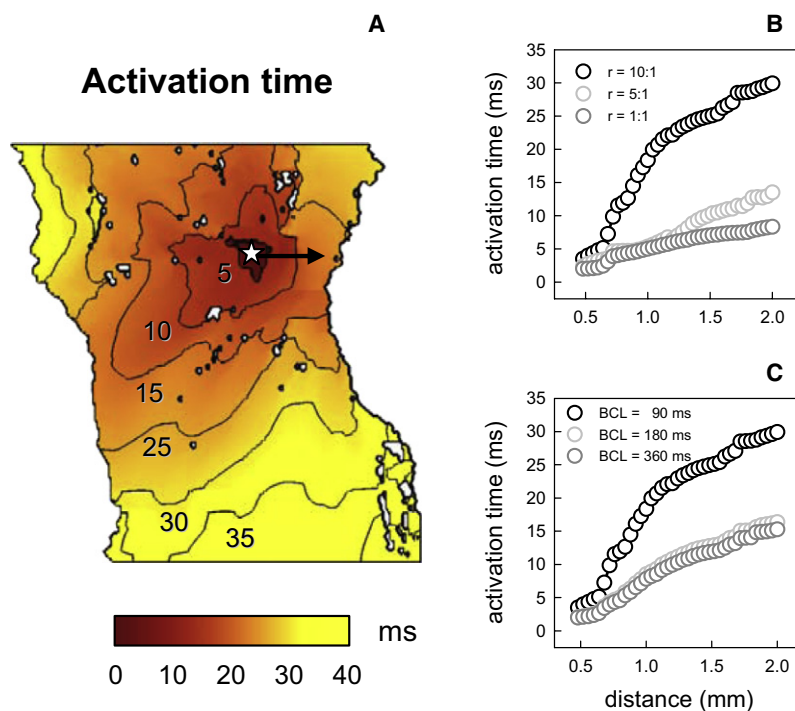 A
Activation time
5
10
15
25
30
35
ms
0 10 20 30 40
B
activation time (ms)
35
30
25
20
15
10
5
0
r = 10:1
r = 5:1
r = 1:1
0.5 1.0 1.5 2.0
C
activation time (ms)
35
30
25
20
15
10
5
0
BCL = 90 ms
BCL = 180 ms
BCL = 360 ms
0.5 1.0 1.5 2.0
distance (mm)